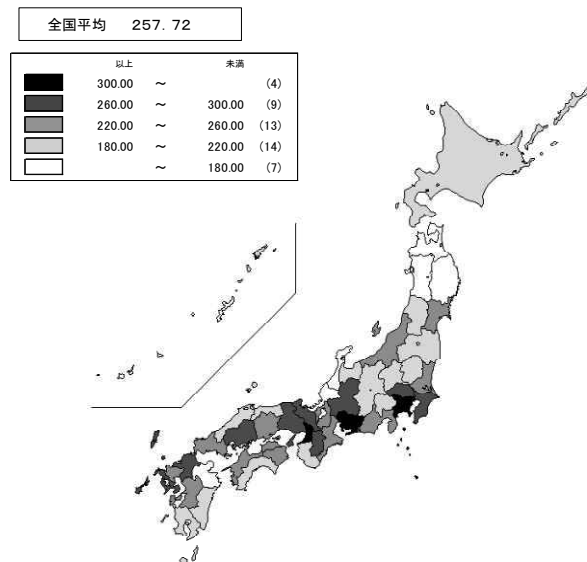 全国平均 257.72
以上 未満
300.00 ～ (4)
260.00 ～ 300.00 (9)
220.00 ～ 260.00 (13)
180.00 ～ 220.00 (14)
～ 180.00 (7)